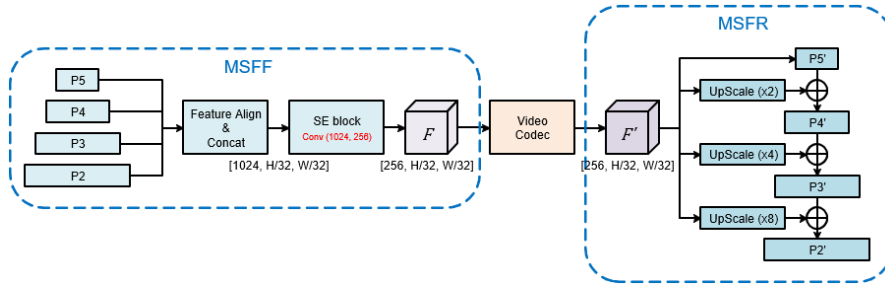 MSFF
P5
P4
P3
P2
Feature Align
&
Concat
[1024, H/32, W/32]
SE block
Conv (1024, 256)
F
[256, H/32, W/32]
Video
Codec
MSFR
F'
[256, H/32, W/32]
P5'
UpScale (x2)
P4'
UpScale (x4)
P3'
UpScale (x8)
P2'